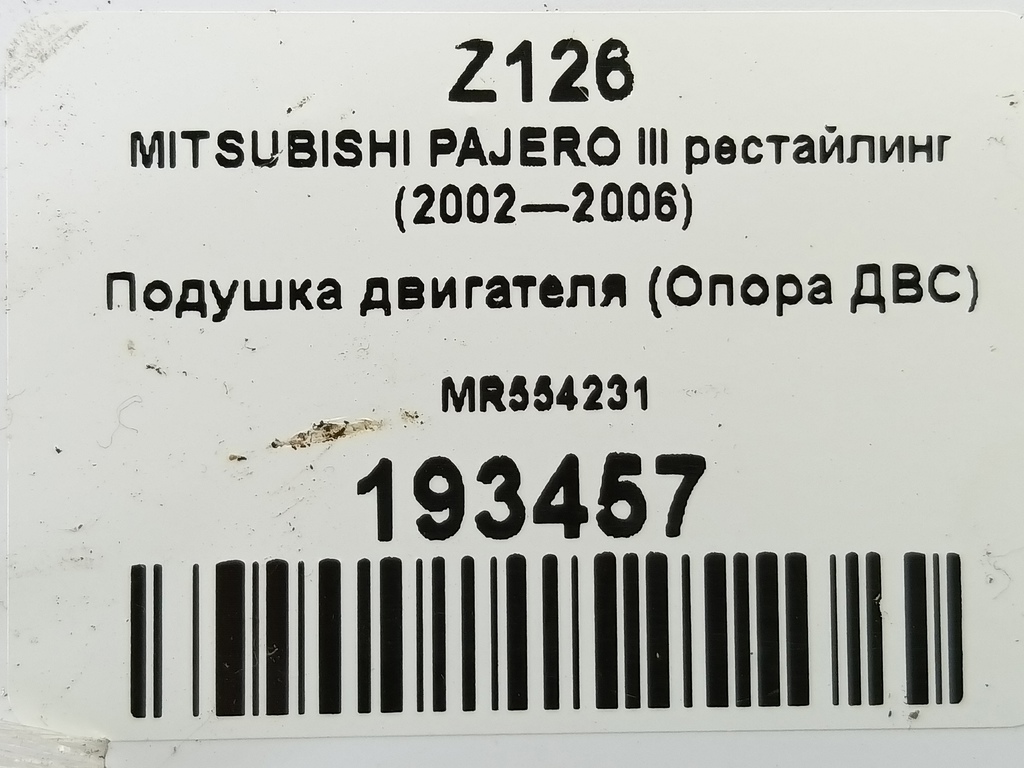 Z126
MITSUBISHI PAJERO III рестайлинг
(2002—2006)
Подушка двигателя (Опора ДВС)
MR554231
193457